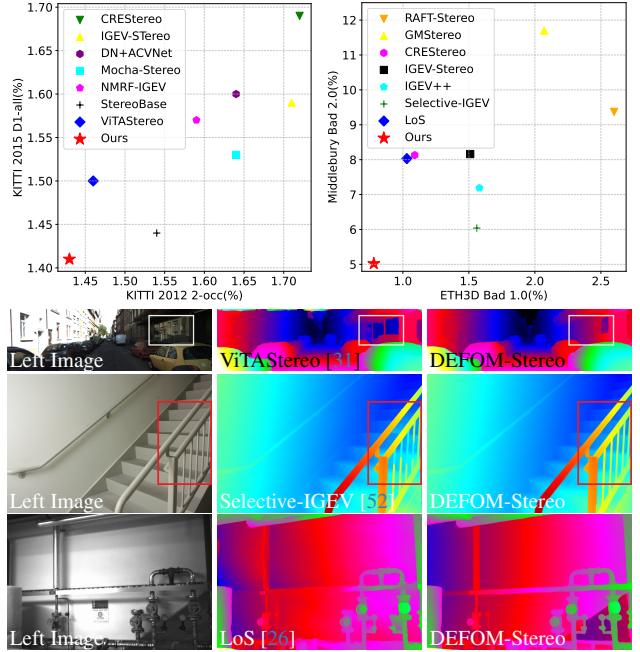 KITTI 2015 D1-all(%)
1.70
1.65
1.60
1.55
1.50
1.45
1.40
CREStereo
IGEV-STereo
DN+ACVNet
Mocha-Stereo
NMRF-IGEV
StereoBase
ViTAStereo
Ours
1.45 1.50 1.55 1.60 1.65 1.70
KITTI 2012 2-occ(%)
Middlebury Bad 2.0(%)
12
11
10
9
8
7
6
5
RAFT-Stereo
GMStereo
CREStereo
IGEV-Stereo
IGEV++
Selective-IGEV
LoS
Ours
1.0 1.5 2.0 2.5
ETH3D Bad 1.0(%)
Left Image ViTAStereo [31] DEFOM-Stereo
Left Image Selective-IGEV [52] DEFOM-Stereo
Left Image LoS [26] DEFOM-Stereo